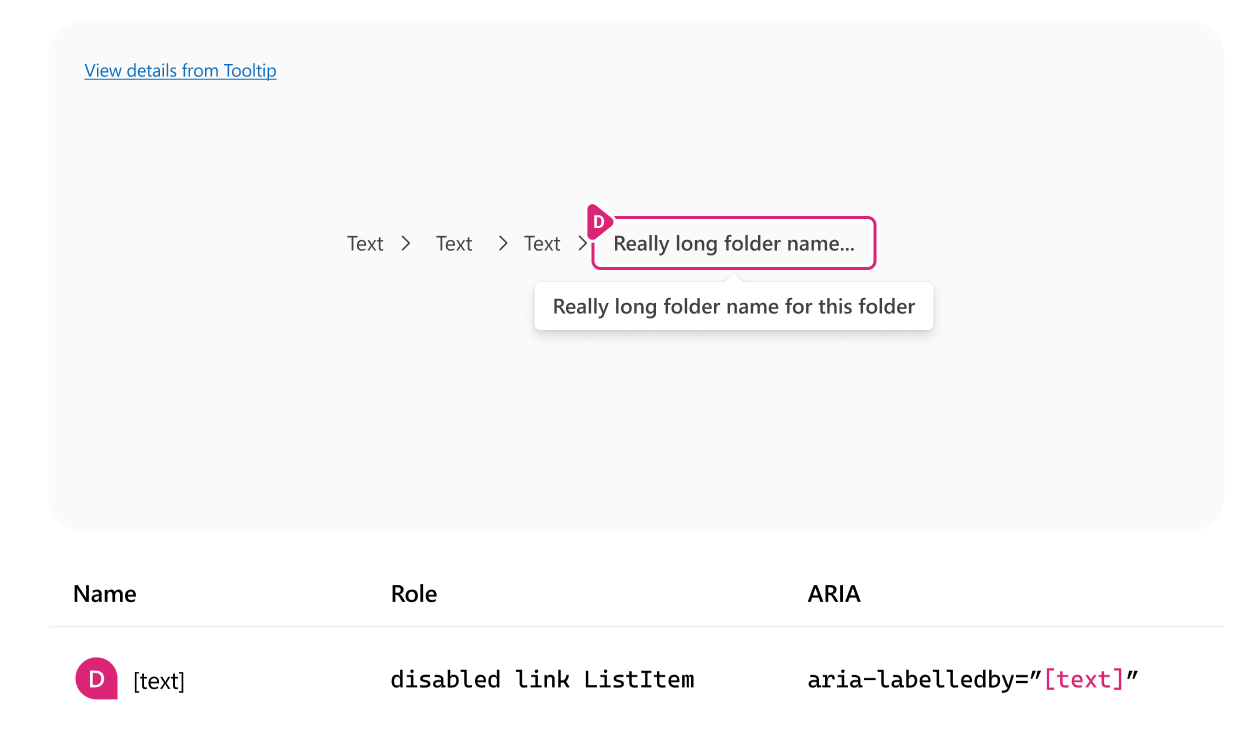 View details from Tooltip
Text > Text > Text > Really long folder name...
D
Really long folder name for this folder
Name Role ARIA
D [text] disabled link ListItem aria-labelledby=”[text]”